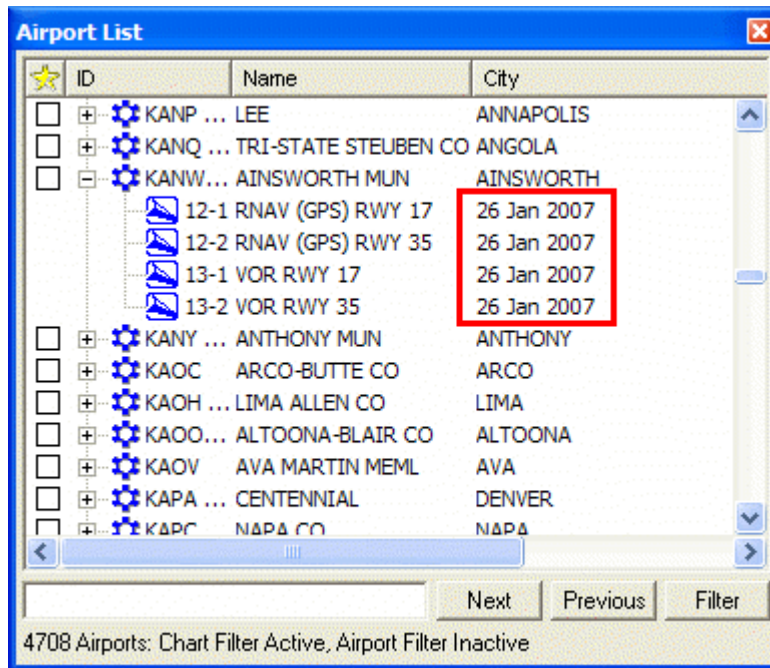 Airport List
ID Name City
KANP ... LEE ANNAPOLIS
KANQ ... TRI-STATE STEUBEN CO ANGOLA
KANW... AINSWORTH MUN AINSWORTH
12-1 RNAV (GPS) RWY 17 26 Jan 2007
12-2 RNAV (GPS) RWY 35 26 Jan 2007
13-1 VOR RWY 17 26 Jan 2007
13-2 VOR RWY 35 26 Jan 2007
KANY ... ANTHONY MUN ANTHONY
KAOC ARCO-BUTTE CO ARCO
KAOH ... LIMA ALLEN CO LIMA
KAOO... ALTOONA-BLAIR CO ALTOONA
KAOV AVA MARTIN MEML AVA
KAPA ... CENTENNIAL DENVER
KAPC NAPA CO NAPA
Next Previous Filter
4708 Airports: Chart Filter Active, Airport Filter Inactive